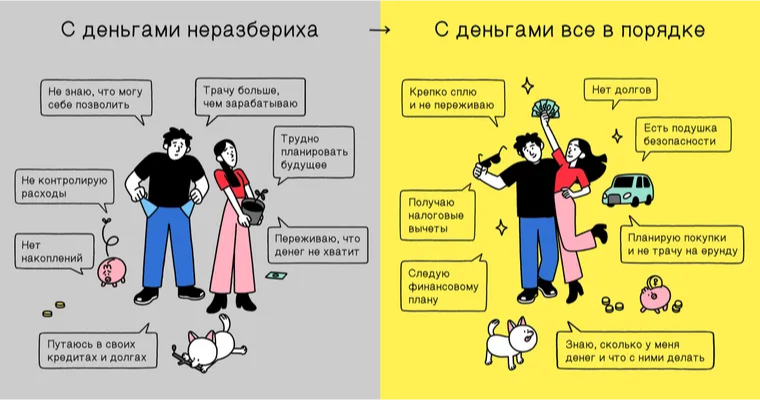 С деньгами неразбериха
→
С деньгами все в порядке
Не знаю, что могу
себе позволить
Трачу больше,
чем зарабатываю
Трудно
планировать
будущее
Не контролирую
расходы
Нет
накоплений
Переживаю, что
денег не хватит
Путаюсь в своих
кредитах и долгах
Крепко сплю
и не переживаю
Нет долгов
Есть подушка
безопасности
Получаю
налоговые
вычеты
Планирую покупки
и не трачу на ерунду
Следую
финансовому
плану
Знаю, сколько у меня
денег и что с ними делать